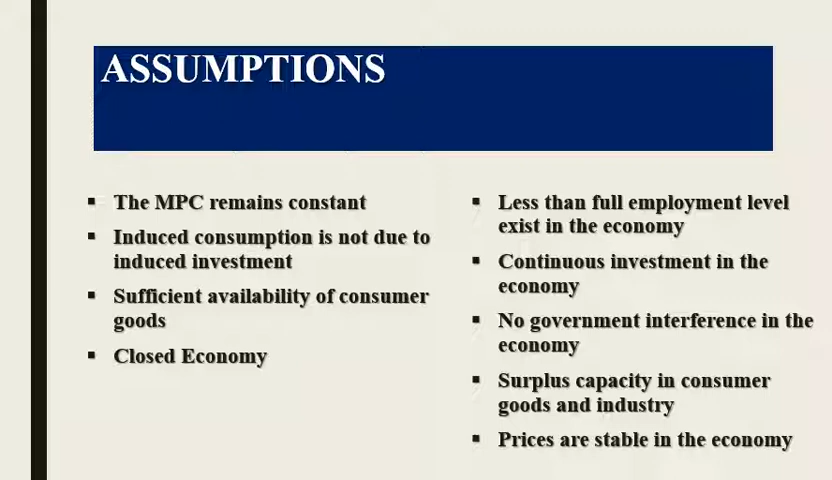 ASSUMPTIONS
▪ The MPC remains constant
▪ Induced consumption is not due to
induced investment
▪ Sufficient availability of consumer
goods
▪ Closed Economy
▪ Less than full employment level
exist in the economy
▪ Continuous investment in the
economy
▪ No government interference in the
economy
▪ Surplus capacity in consumer
goods and industry
▪ Prices are stable in the economy